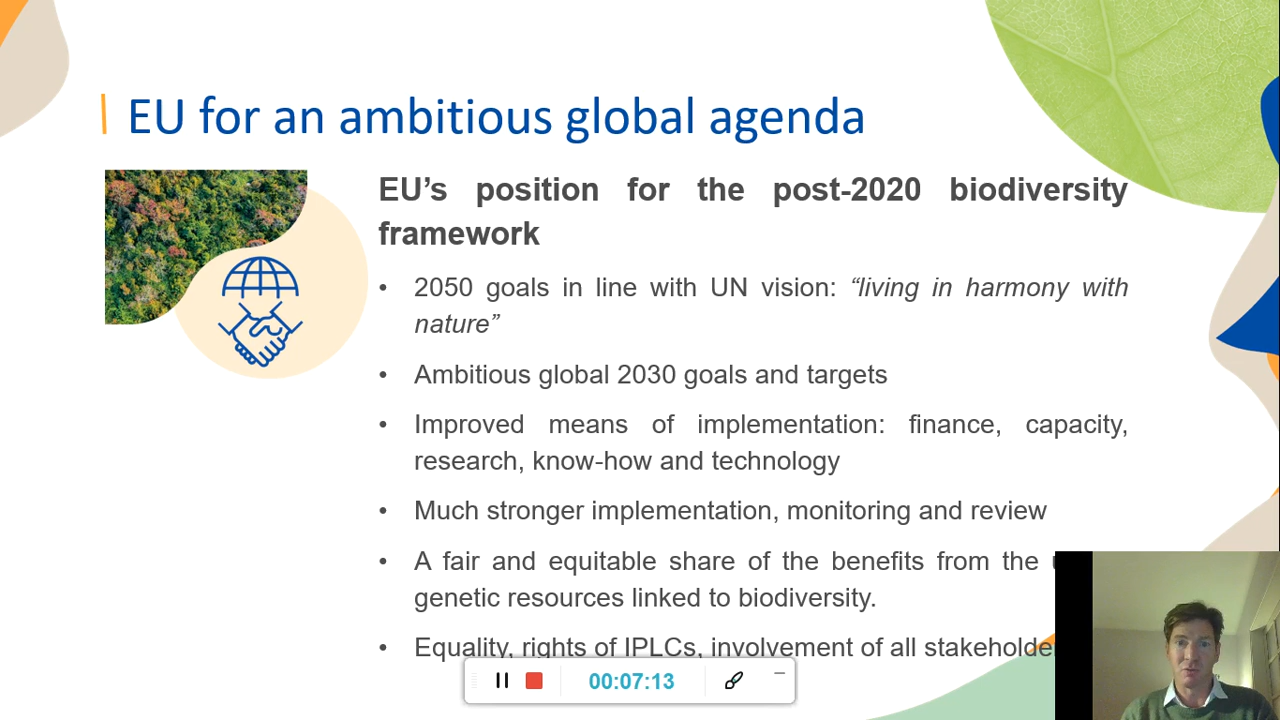 EU for an ambitious global agenda
EU’s position for the post-2020 biodiversity
framework
• 2050 goals in line with UN vision: “living in harmony with
nature”
• Ambitious global 2030 goals and targets
• Improved means of implementation: finance, capacity,
research, know-how and technology
• Much stronger implementation, monitoring and review
• A fair and equitable share of the benefits from the
genetic resources linked to biodiversity.
• Equality, rights of IPLCs, involvement of all
00:07:13